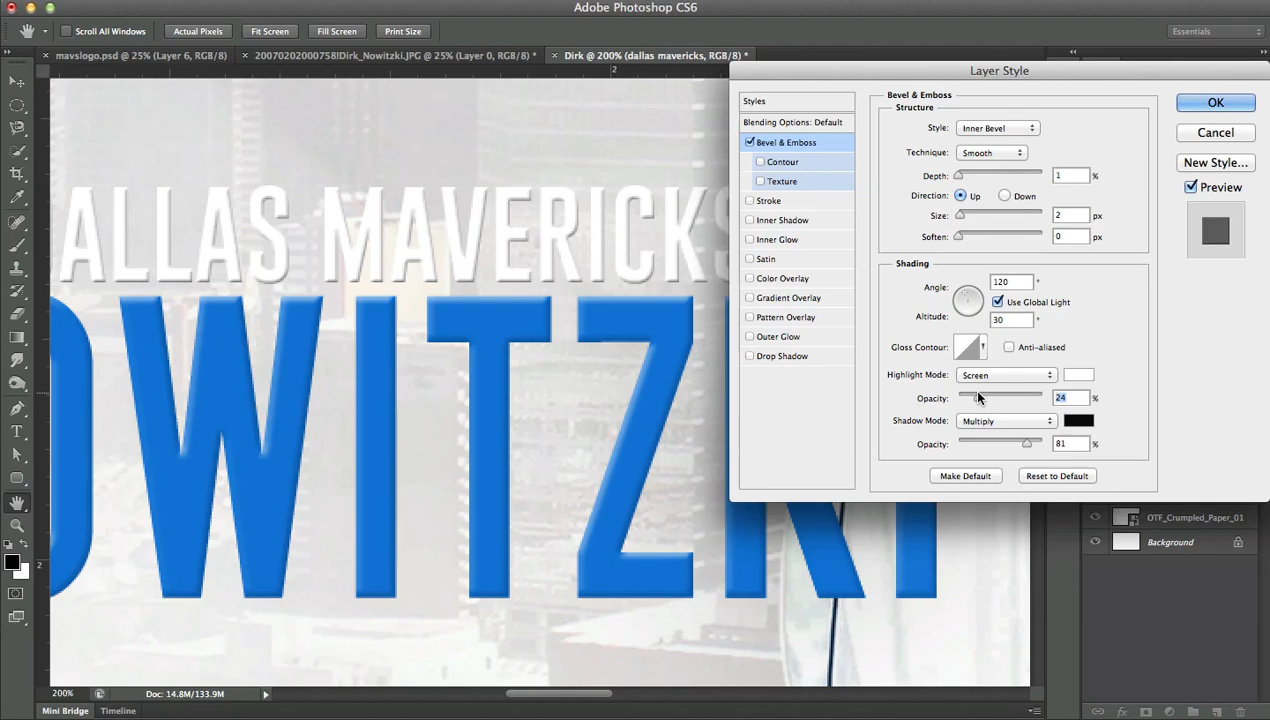 Adobe Photoshop CS6
Scroll All Windows Actual Pixels Fit Screen Fill Screen Print Size Essentials
mavslogo.psd @ 25% (Layer 6, RGB/8) 20070202000758!Dirk_Nowitzki.JPG @ 25% (Layer 0, RGB/8) * Dirk @ 200% (dallas mavericks, RGB/8) *
2
Layer Style
Styles
Blending Options: Default
Bevel & Emboss
Contour
Texture
Stroke
Inner Shadow
Inner Glow
Satin
Color Overlay
Gradient Overlay
Pattern Overlay
Outer Glow
Drop Shadow
Bevel & Emboss
Structure
Style: Inner Bevel
Technique: Smooth
Depth: 1 %
Direction: Up Down
Size: 2 px
Soften: 0 px
Shading
Angle: 120 °
Use Global Light
Altitude: 30 °
Gloss Contour: Anti-aliased
Highlight Mode: Screen
Opacity: 24 %
Shadow Mode: Multiply
Opacity: 81 %
Make Default Reset to Default
OK
Cancel
New Style...
Preview
ALLAS MAVERICKS
OWITZKI
OTF_Crumpled_Paper_01
Background
2
200% Doc: 14.8M/133.9M
Mini Bridge Timeline